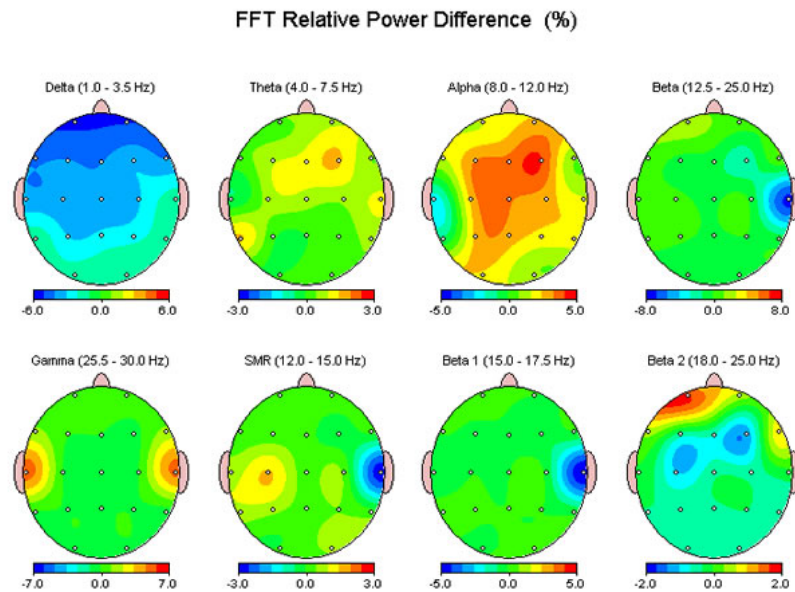 FFT Relative Power Difference (%)
Delta (1.0 - 3.5 Hz) Theta (4.0 - 7.5 Hz) Alpha (8.0 - 12.0 Hz) Beta (12.5 - 25.0 Hz)
-6.0 0.0 6.0 -3.0 0.0 3.0 -5.0 0.0 5.0 -8.0 0.0 8.0
Gamma (25.5 - 30.0 Hz) SMR (12.0 - 15.0 Hz) Beta 1 (15.0 - 17.5 Hz) Beta 2 (18.0 - 25.0 Hz)
-7.0 0.0 7.0 -3.0 0.0 3.0 -5.0 0.0 5.0 -2.0 0.0 2.0